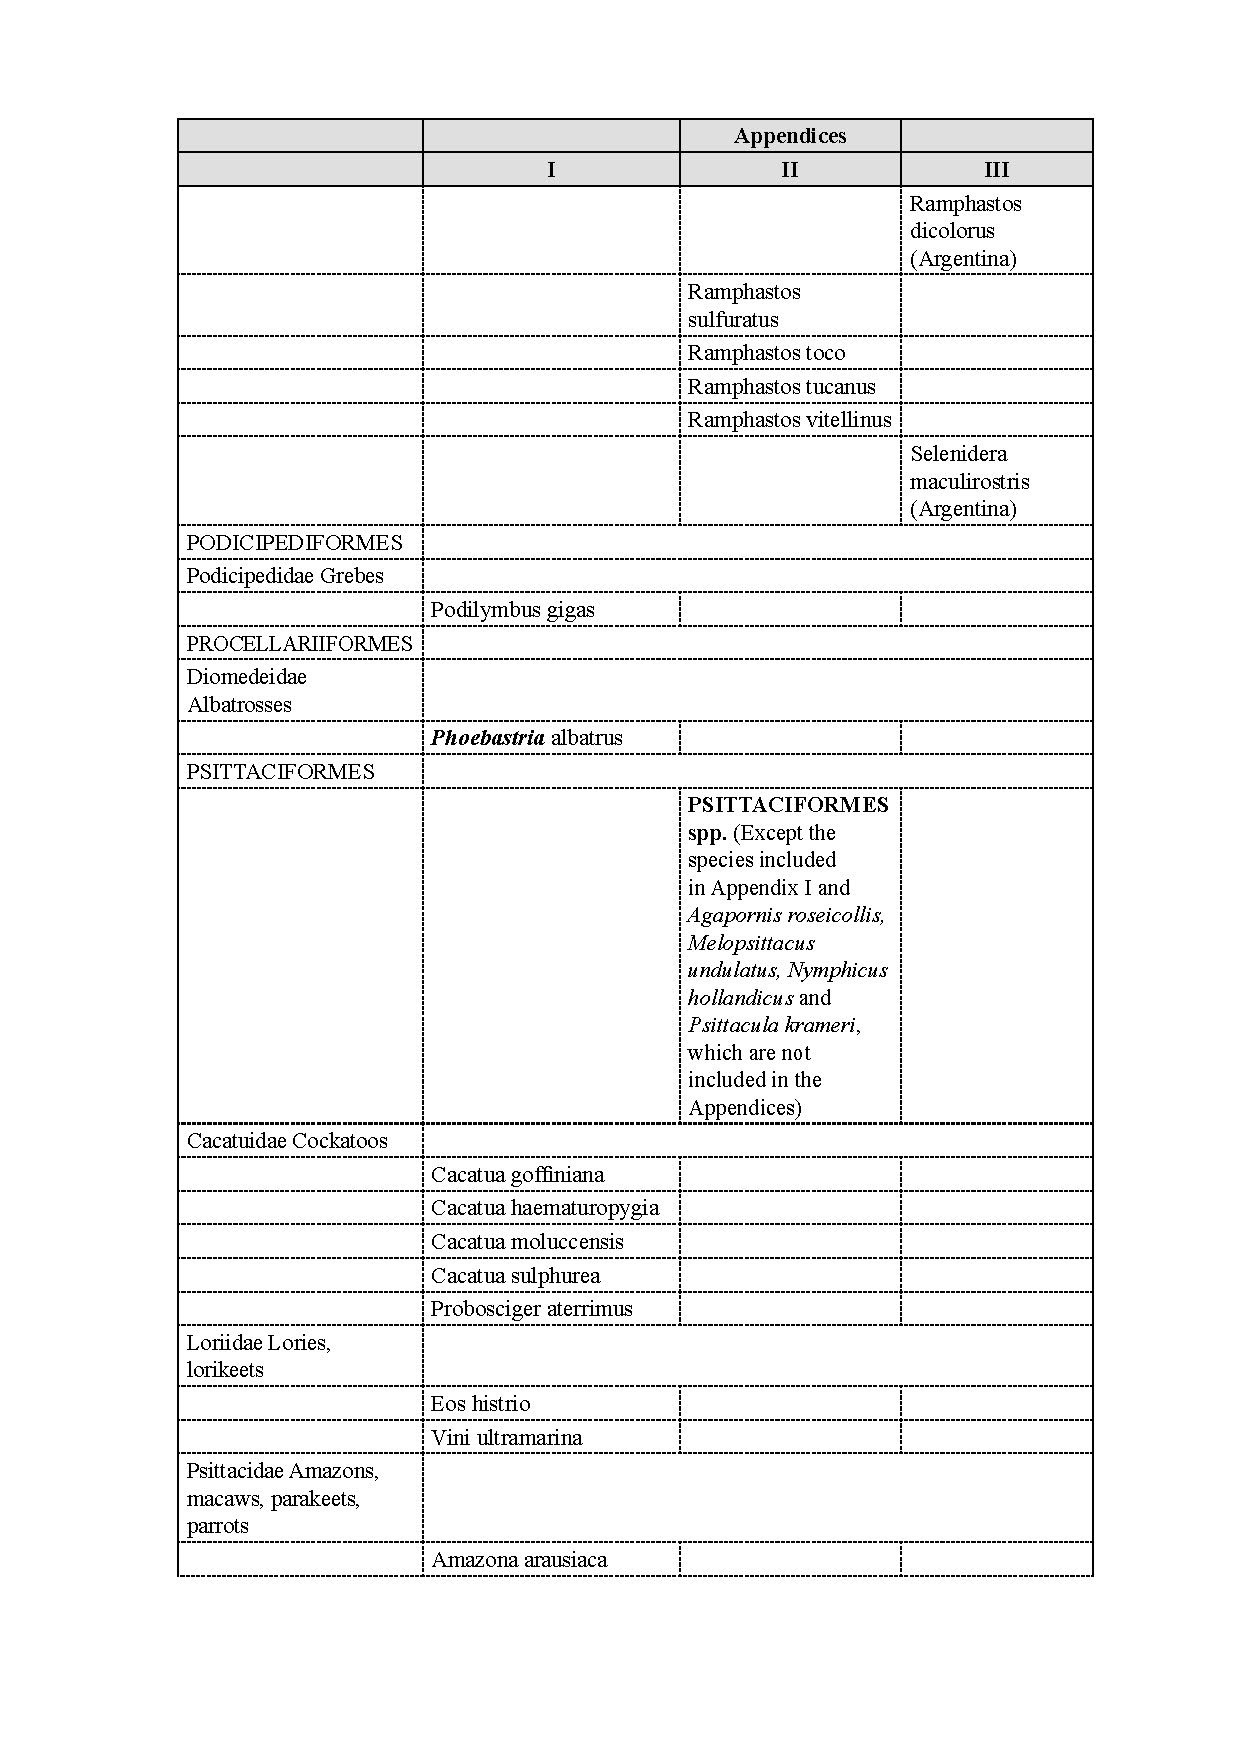 Appendices
I II III
Ramphastos
dicolorus
(Argentina)
Ramphastos
sulfuratus
Ramphastos toco
Ramphastos tucanus
Ramphastos vitellinus
Selenidera
maculirostris
(Argentina)
PODICIPEDIFORMES
Podicipedidae Grebes
Podilymbus gigas
PROCELLARIIFORMES
Diomedeidae
Albatrosses
Phoebastria albatrus
PSITTACIFORMES
PSITTACIFORMES
spp. (Except the
species included
in Appendix I and
Agapornis roseicollis,
Melopsittacus
undulatus, Nymphicus
hollandicus and
Psittacula krameri,
which are not
included in the
Appendices)
Cacatuidae Cockatoos
Cacatua goffiniana
Cacatua haematuropygia
Cacatua moluccensis
Cacatua sulphurea
Probosciger aterrimus
Loriidae Lories,
lorikeets
Eos histrio
Vini ultramarina
Psittacidae Amazons,
macaws, parakeets,
parrots
Amazona arausiaca